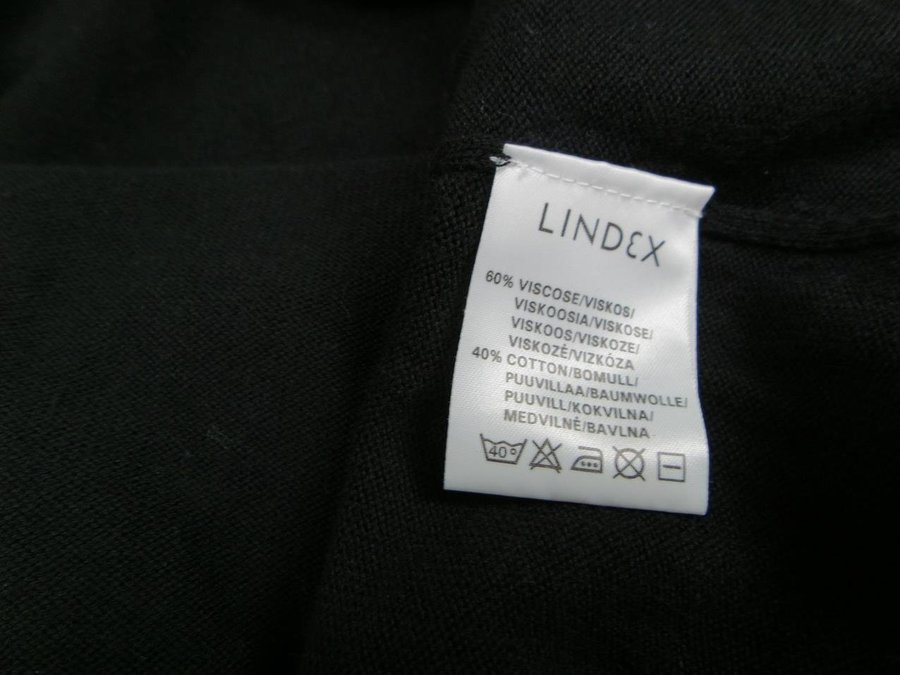 LINDEX
60% VISCOSE/VISKOS/
VISKOOSIA/VISKOSE/
VISKOOS/VISKOZE/
VISKOZĖ/VIZKÓZA
40% COTTON/BOMULL/
PUUVILLAA/BAUMWOLLE/
PUUVILL/KOKVILNA/
MEDVILNĖ/BAVLNA
40°